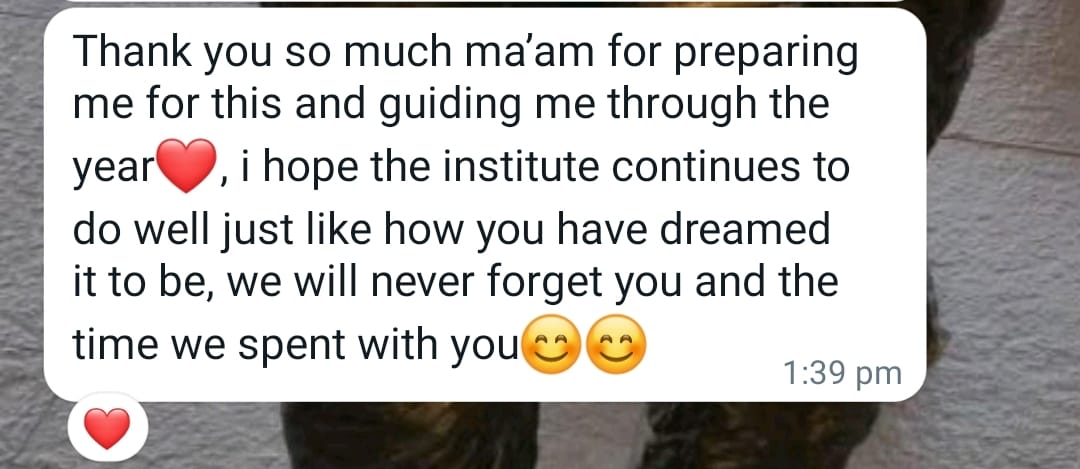 Thank you so much ma’am for preparing
me for this and guiding me through the
year❤️, i hope the institute continues to
do well just like how you have dreamed
it to be, we will never forget you and the
time we spent with you😊😊
1:39 pm
❤️